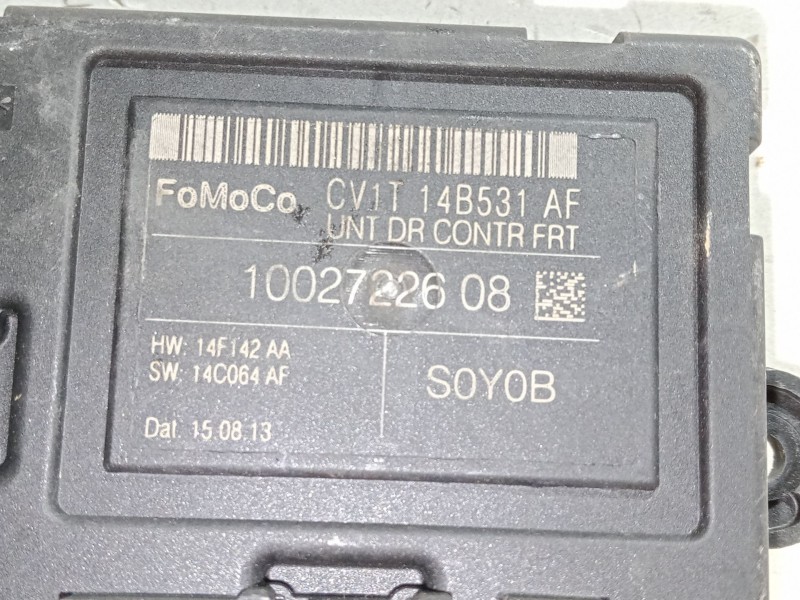 FoMoCo CV1T 14B531 AF
UNT DR CONTR FRT
10027226 08
HW: 14F142 AA
SW: 14C064 AF
S0Y0B
Dat. 15.08.13